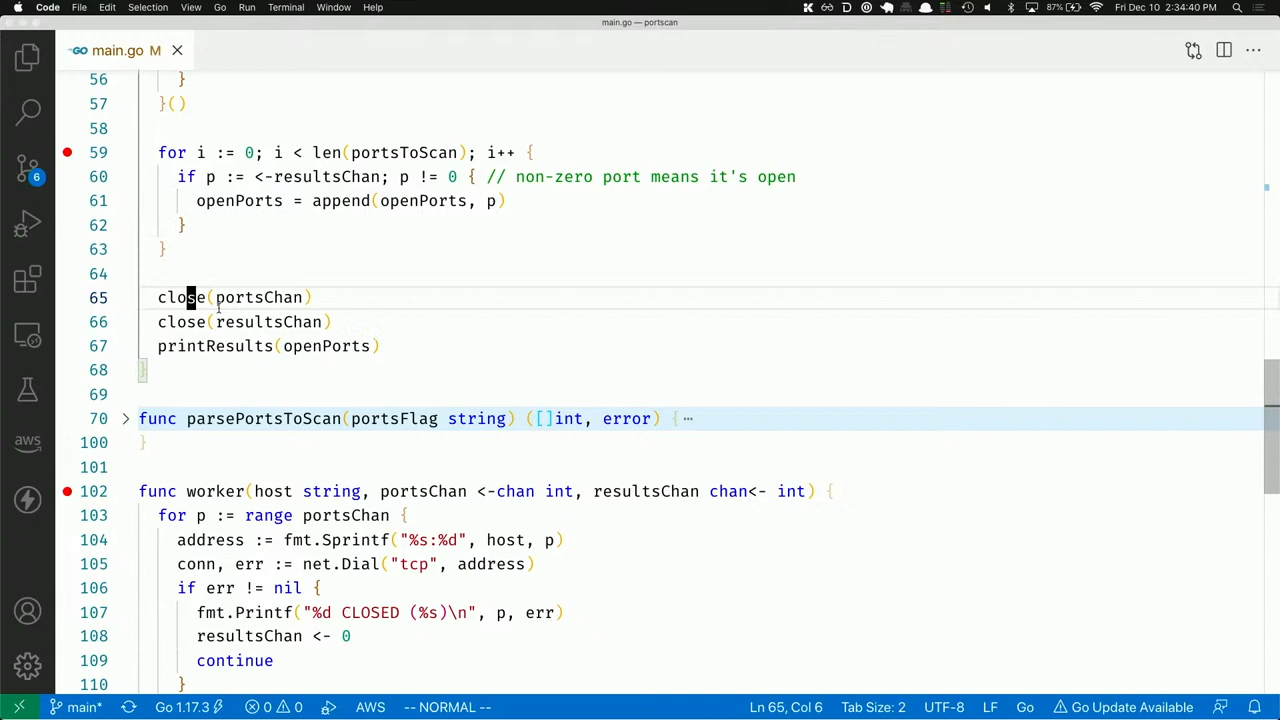 Code File Edit Selection View Go Run Terminal Window Help 87% Fri Dec 10 2:34:40 PM
main.go — portscan
main.go M
56 }
57 }()
58
59 for i := 0; i < len(portsToScan); i++ {
60 if p := <-resultsChan; p != 0 { // non-zero port means it's open
61 openPorts = append(openPorts, p)
62 }
63 }
64
65 close(portsChan)
66 close(resultsChan)
67 printResults(openPorts)
68 }
69
70 func parsePortsToScan(portsFlag string) ([]int, error) { ⋯
100 }
101
102 func worker(host string, portsChan <-chan int, resultsChan chan<- int) {
103 for p := range portsChan {
104 address := fmt.Sprintf("%s:%d", host, p)
105 conn, err := net.Dial("tcp", address)
106 if err != nil {
107 fmt.Printf("%d CLOSED (%s)\n", p, err)
108 resultsChan <- 0
109 continue
110 }
6
aws
main* Go 1.17.3 0 0 AWS -- NORMAL -- Ln 65, Col 6 Tab Size: 2 UTF-8 LF Go Go Update Available